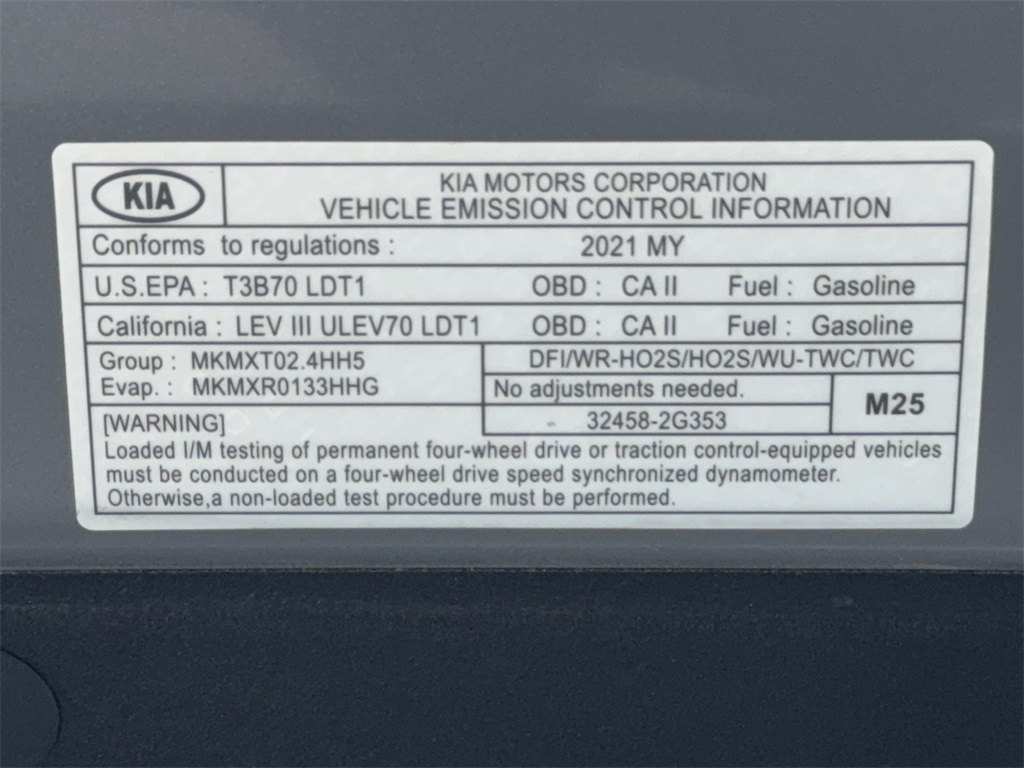 KIA
KIA MOTORS CORPORATION
VEHICLE EMISSION CONTROL INFORMATION
Conforms to regulations : 2021 MY
U.S.EPA : T3B70 LDT1 OBD : CA II Fuel : Gasoline
California : LEV III ULEV70 LDT1 OBD : CA II Fuel : Gasoline
Group : MKMXT02.4HH5
Evap. : MKMXR0133HHG
DFI/WR-HO2S/HO2S/WU-TWC/TWC
No adjustments needed.
32458-2G353
M25
[WARNING]
Loaded I/M testing of permanent four-wheel drive or traction control-equipped vehicles
must be conducted on a four-wheel drive speed synchronized dynamometer.
Otherwise,a non-loaded test procedure must be performed.